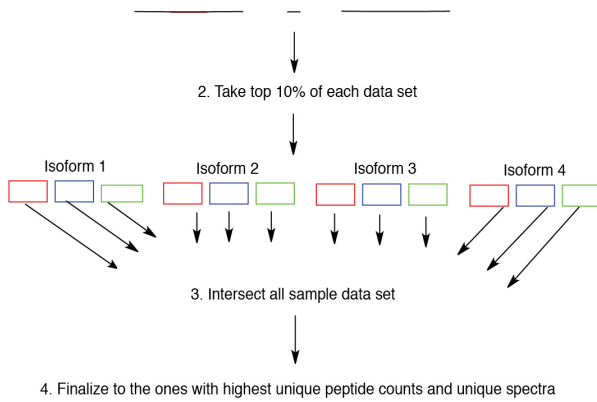 2. Take top 10% of each data set
Isoform 1
Isoform 2
Isoform 3
Isoform 4
3. Intersect all sample data set
4. Finalize to the ones with highest unique peptide counts and unique spectra